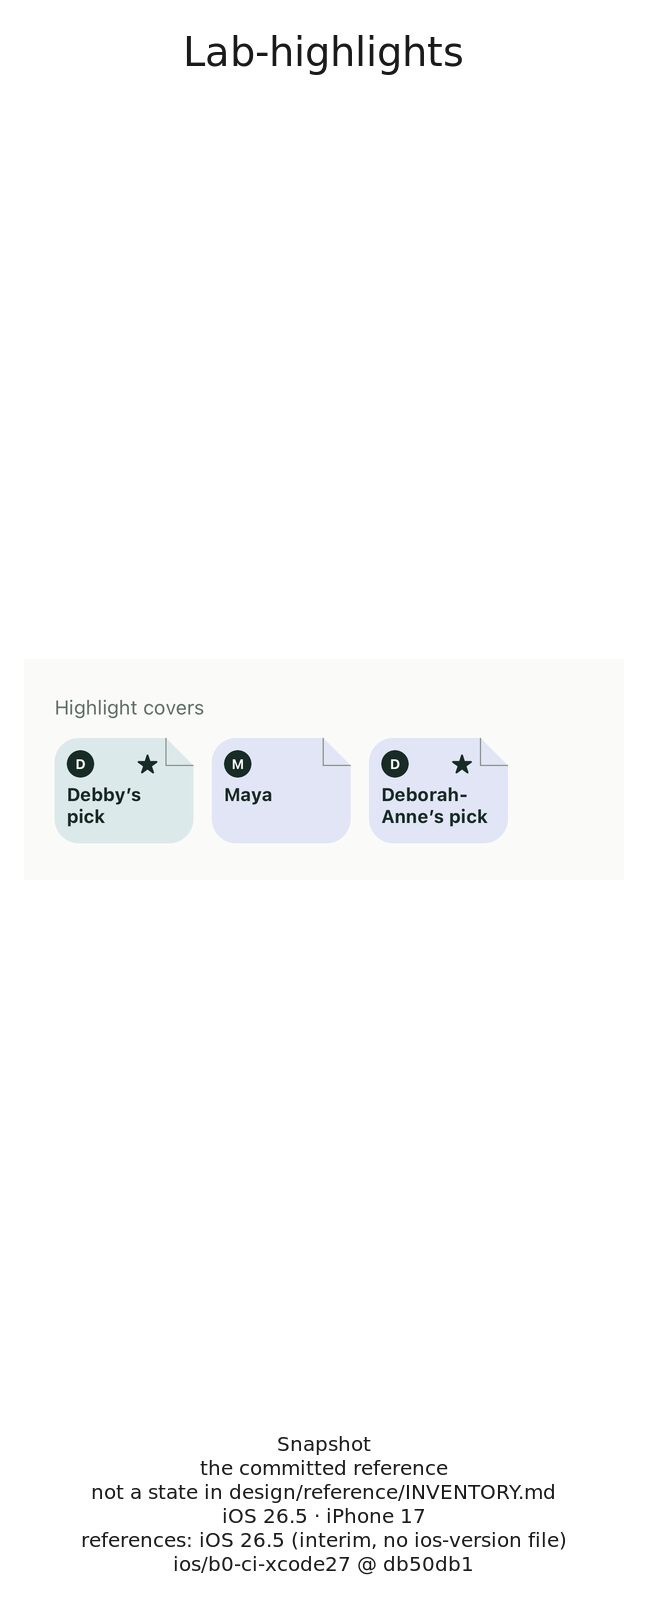 Lab-highlights
Highlight covers
D
Debby’s
pick
M
Maya
D
Deborah-
Anne’s pick
Snapshot
the committed reference
not a state in design/reference/INVENTORY.md
iOS 26.5 · iPhone 17
references: iOS 26.5 (interim, no ios-version file)
ios/b0-ci-xcode27 @ db50db1